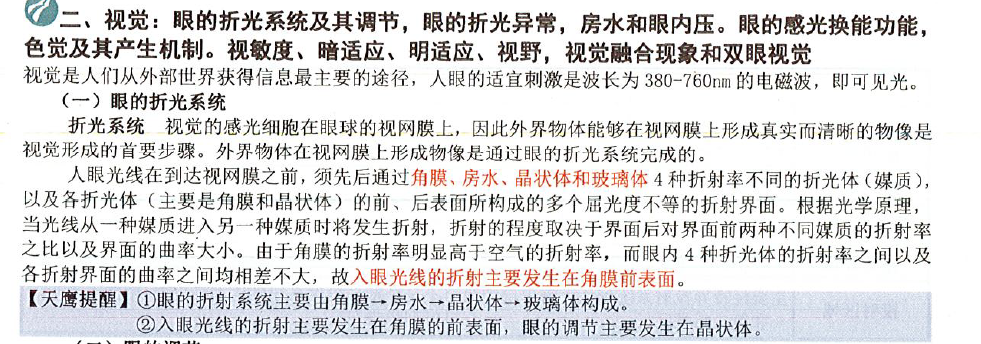 二、视觉：眼的折光系统及其调节，眼的折光异常，房水和眼内压。眼的感光换能功能，
色觉及其产生机制。视敏度、暗适应、明适应、视野，视觉融合现象和双眼视觉
视觉是人们从外部世界获得信息最主要的途径，人眼的适宜刺激是波长为 380-760nm 的电磁波，即可见光。
（一）眼的折光系统
折光系统 视觉的感光细胞在眼球的视网膜上，因此外界物体能够在视网膜上形成真实而清晰的物像是
视觉形成的首要步骤。外界物体在视网膜上形成物像是通过眼的折光系统完成的。
人眼光线在到达视网膜之前，须先后通过角膜、房水、晶状体和玻璃体 4 种折射率不同的折光体（媒质），
以及各折光体（主要是角膜和晶状体）的前、后表面所构成的多个屈光度不等的折射界面。根据光学原理，
当光线从一种媒质进入另一种媒质时将发生折射，折射的程度取决于界面后对界面前两种不同媒质的折射率
之比以及界面的曲率大小。由于角膜的折射率明显高于空气的折射率，而眼内 4 种折光体的折射率之间以及
各折射界面的曲率之间均相差不大，故入眼光线的折射主要发生在角膜前表面。
【天鹰提醒】①眼的折射系统主要由角膜→房水→晶状体→玻璃体构成。
②入眼光线的折射主要发生在角膜的前表面，眼的调节主要发生在晶状体。